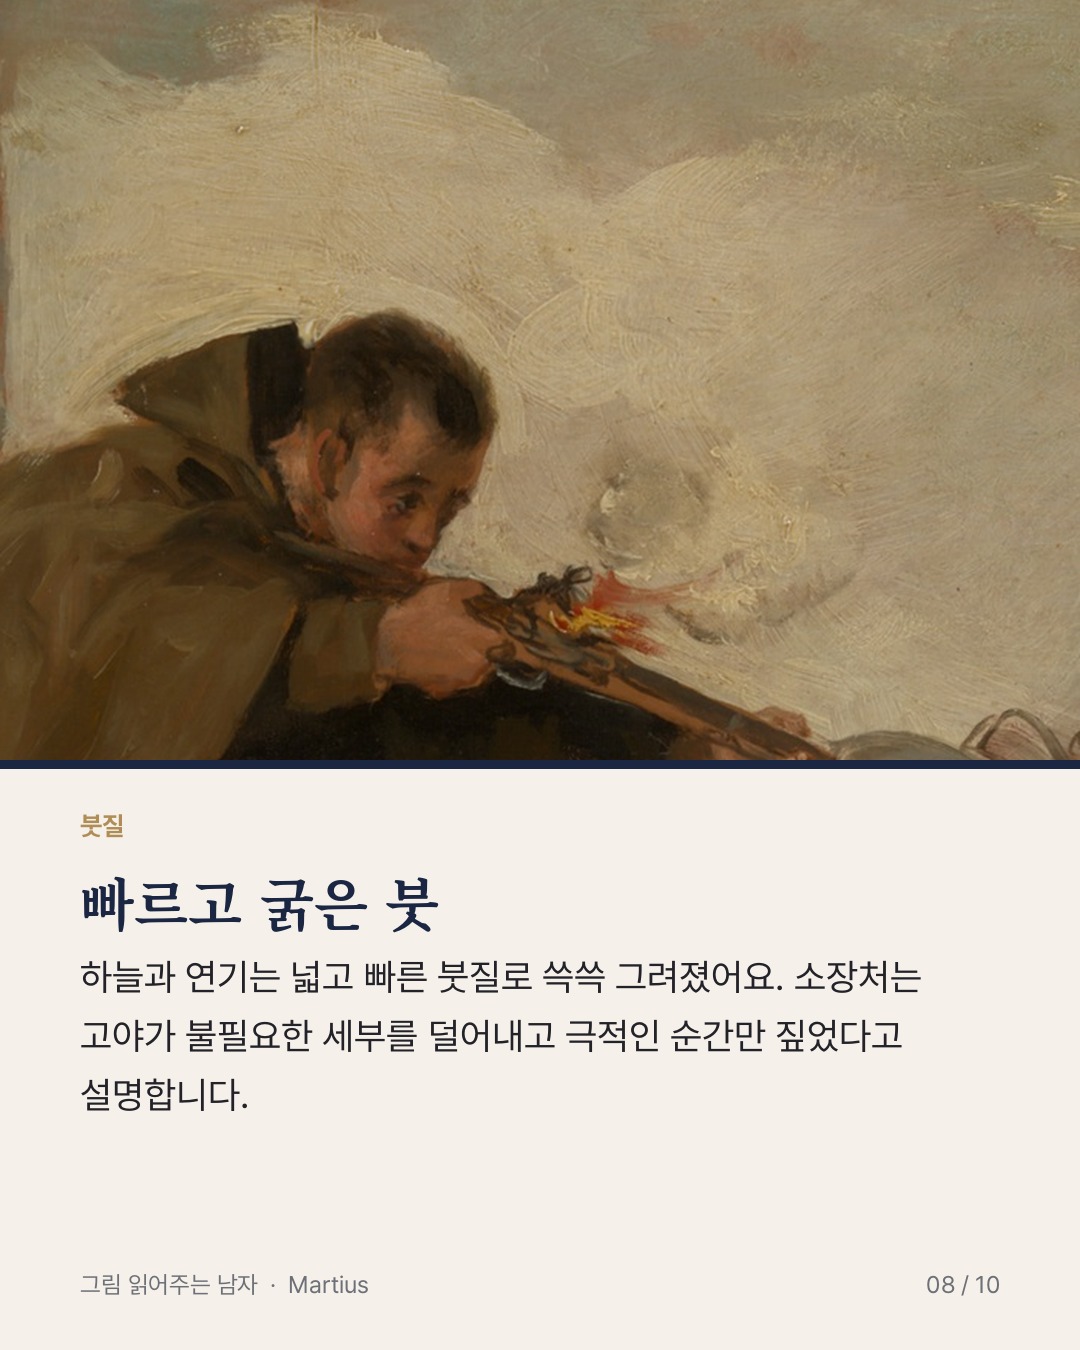 붓질
빠르고 굵은 붓
하늘과 연기는 넓고 빠른 붓질로 쓱쓱 그려졌어요. 소장처는
고야가 불필요한 세부를 덜어내고 극적인 순간만 짚었다고
설명합니다.
그림 읽어주는 남자 · Martius
08 / 10